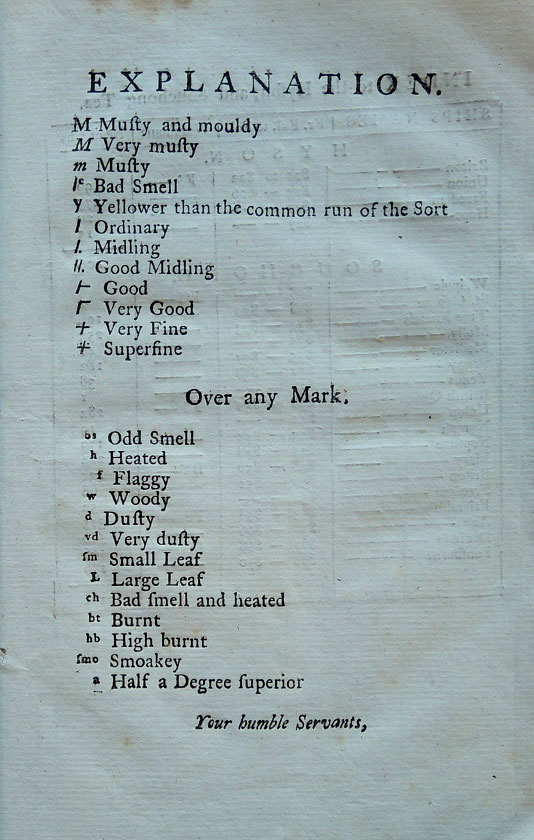 EXPLANATION.
M Muſty and mouldy
M Very muſty
m Muſty
Bad Smell
y Yellower than the common run of the Sort
/ Ordinary
/. Midling
//. Good Midling
⊢ Good
Γ Very Good
+ Very Fine
ⵐ Superfine
Over any Mark.
os Odd Smell
h Heated
f Flaggy
w Woody
d Duſty
vd Very duſty
ſm Small Leaf
L Large Leaf
ch Bad ſmell and heated
bt Burnt
hb High burnt
ſmo Smoakey
a Half a Degree ſuperior
Your humble Servants,